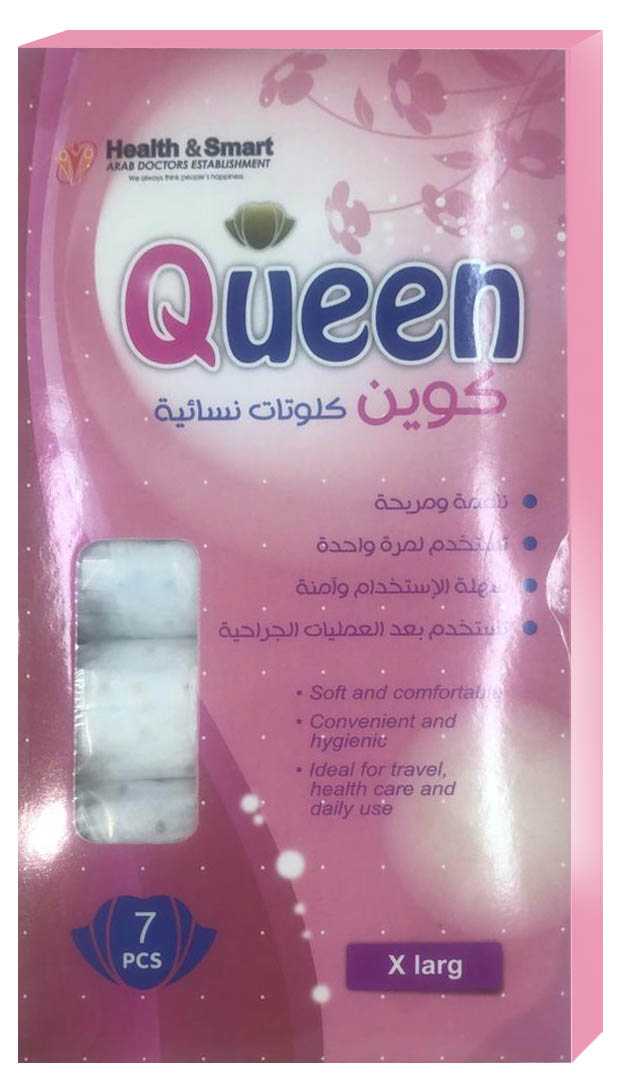 Health & Smart
ARAB DOCTORS ESTABLISHMENT
We always think people's happiness
Queen
كوين كلوتات نسائية
ناعمة ومريحة
تستخدم لمرة واحدة
سهلة الإستخدام وآمنة
تستخدم بعد العمليات الجراحية
• Soft and comfortable
• Convenient and
hygienic
• Ideal for travel,
health care and
daily use
7
PCS
X larg